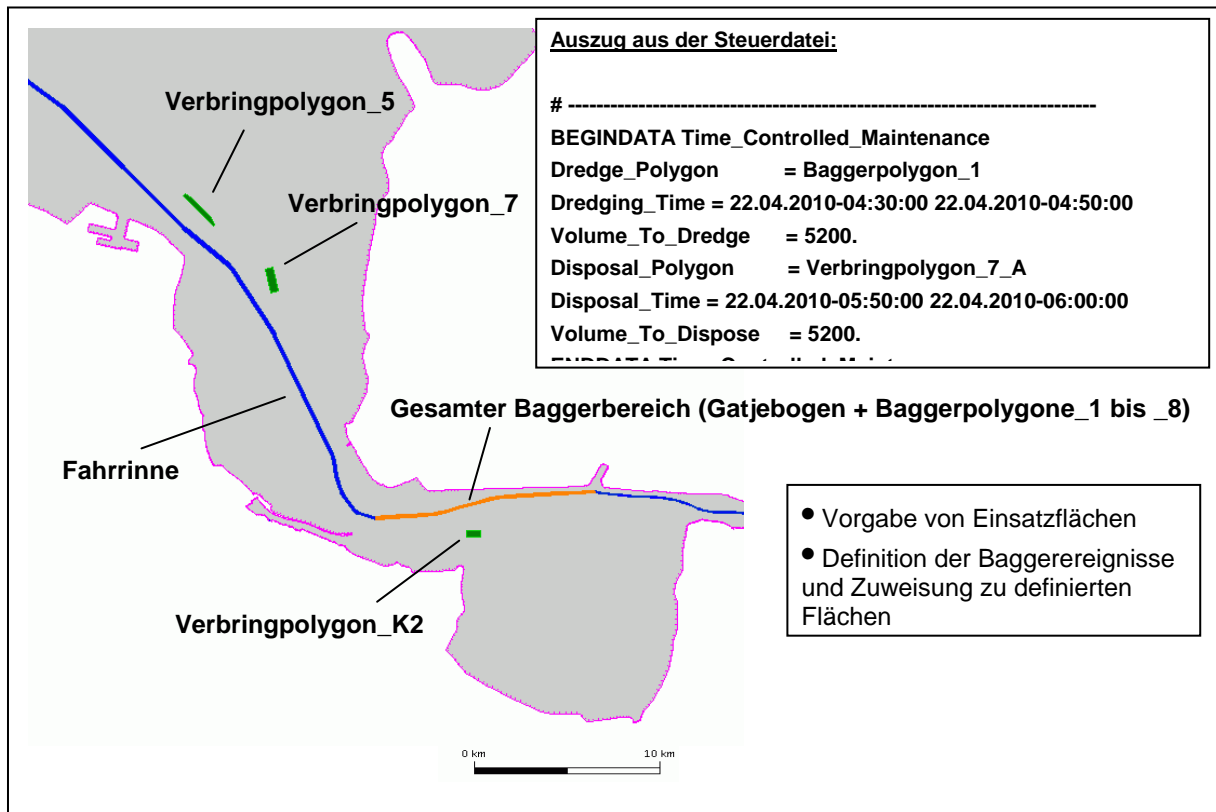 Auszug aus der Steuerdatei:
# ---------------------------------------------------------------------------
BEGINDATA Time_Controlled_Maintenance
Dredge_Polygon = Baggerpolygon_1
Dredging_Time = 22.04.2010-04:30:00 22.04.2010-04:50:00
Volume_To_Dredge = 5200.
Disposal_Polygon = Verbringpolygon_7_A
Disposal_Time = 22.04.2010-05:50:00 22.04.2010-06:00:00
Volume_To_Dispose = 5200.
Verbringpolygon_5
Verbringpolygon_7
Gesamter Baggerbereich (Gatjebogen + Baggerpolygone_1 bis _8)
Fahrrinne
Verbringpolygon_K2
• Vorgabe von Einsatzflächen
• Definition der Baggerereignisse
und Zuweisung zu definierten
Flächen
0 km 10 km